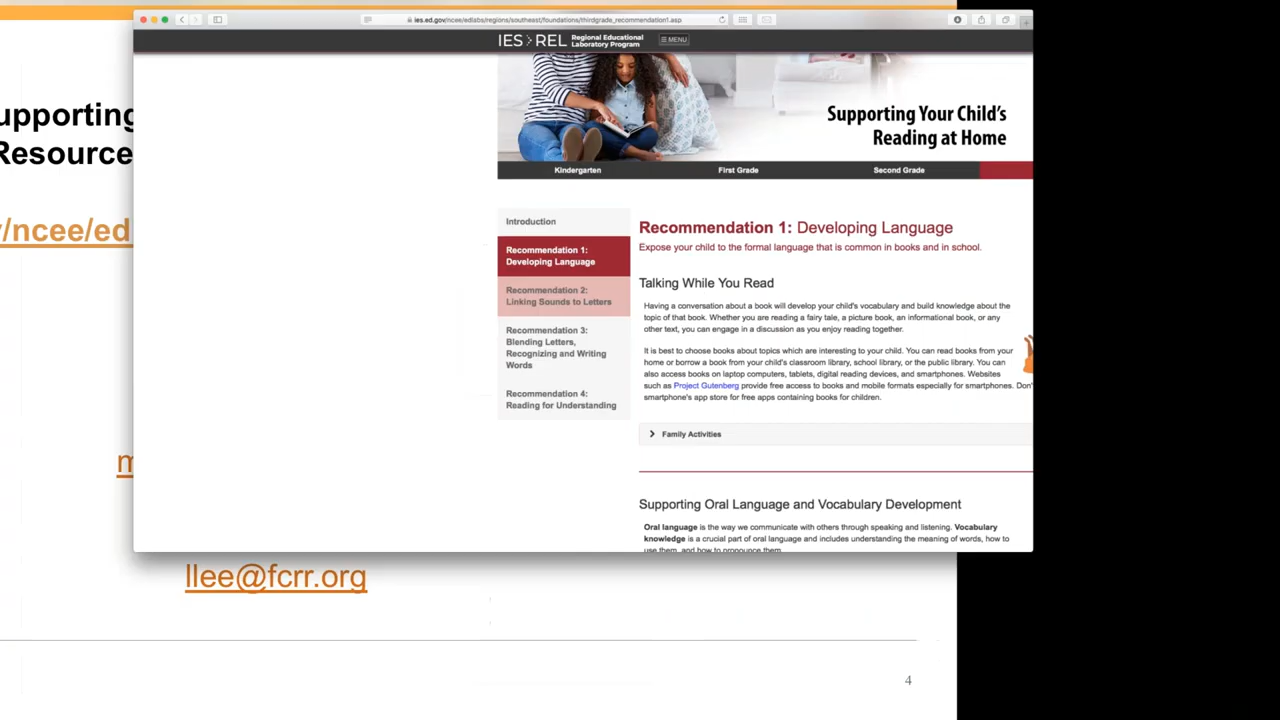 ies.ed.gov/ncee/edlabs/regions/southeast/foundations/thirdgrade_recommendation1.asp
IES REL Regional Educational
Laboratory Program
MENU
Supporting Your Child's
Reading at Home
Kindergarten First Grade Second Grade
Introduction
Recommendation 1:
Developing Language
Recommendation 2:
Linking Sounds to Letters
Recommendation 3:
Blending Letters,
Recognizing and Writing
Words
Recommendation 4:
Reading for Understanding
Recommendation 1: Developing Language
Expose your child to the formal language that is common in books and in school.
Talking While You Read
Having a conversation about a book will develop your child's vocabulary and build knowledge about the
topic of that book. Whether you are reading a fairy tale, a picture book, an informational book, or any
other text, you can engage in a discussion as you enjoy reading together.
It is best to choose books about topics which are interesting to your child. You can read books from your
home or borrow a book from your child's classroom library, school library, or the public library. You can
also access books on laptop computers, tablets, digital reading devices, and smartphones. Websites
such as Project Gutenberg provide free access to books and mobile formats especially for smartphones. Don'
smartphone's app store for free apps containing books for children.
Family Activities
Supporting Oral Language and Vocabulary Development
Oral language is the way we communicate with others through speaking and listening. Vocabulary
knowledge is a crucial part of oral language and includes understanding the meaning of words, how to
use them, and how to pronounce them.
upporting
Resource
/ncee/ed
m
llee@fcrr.org
4